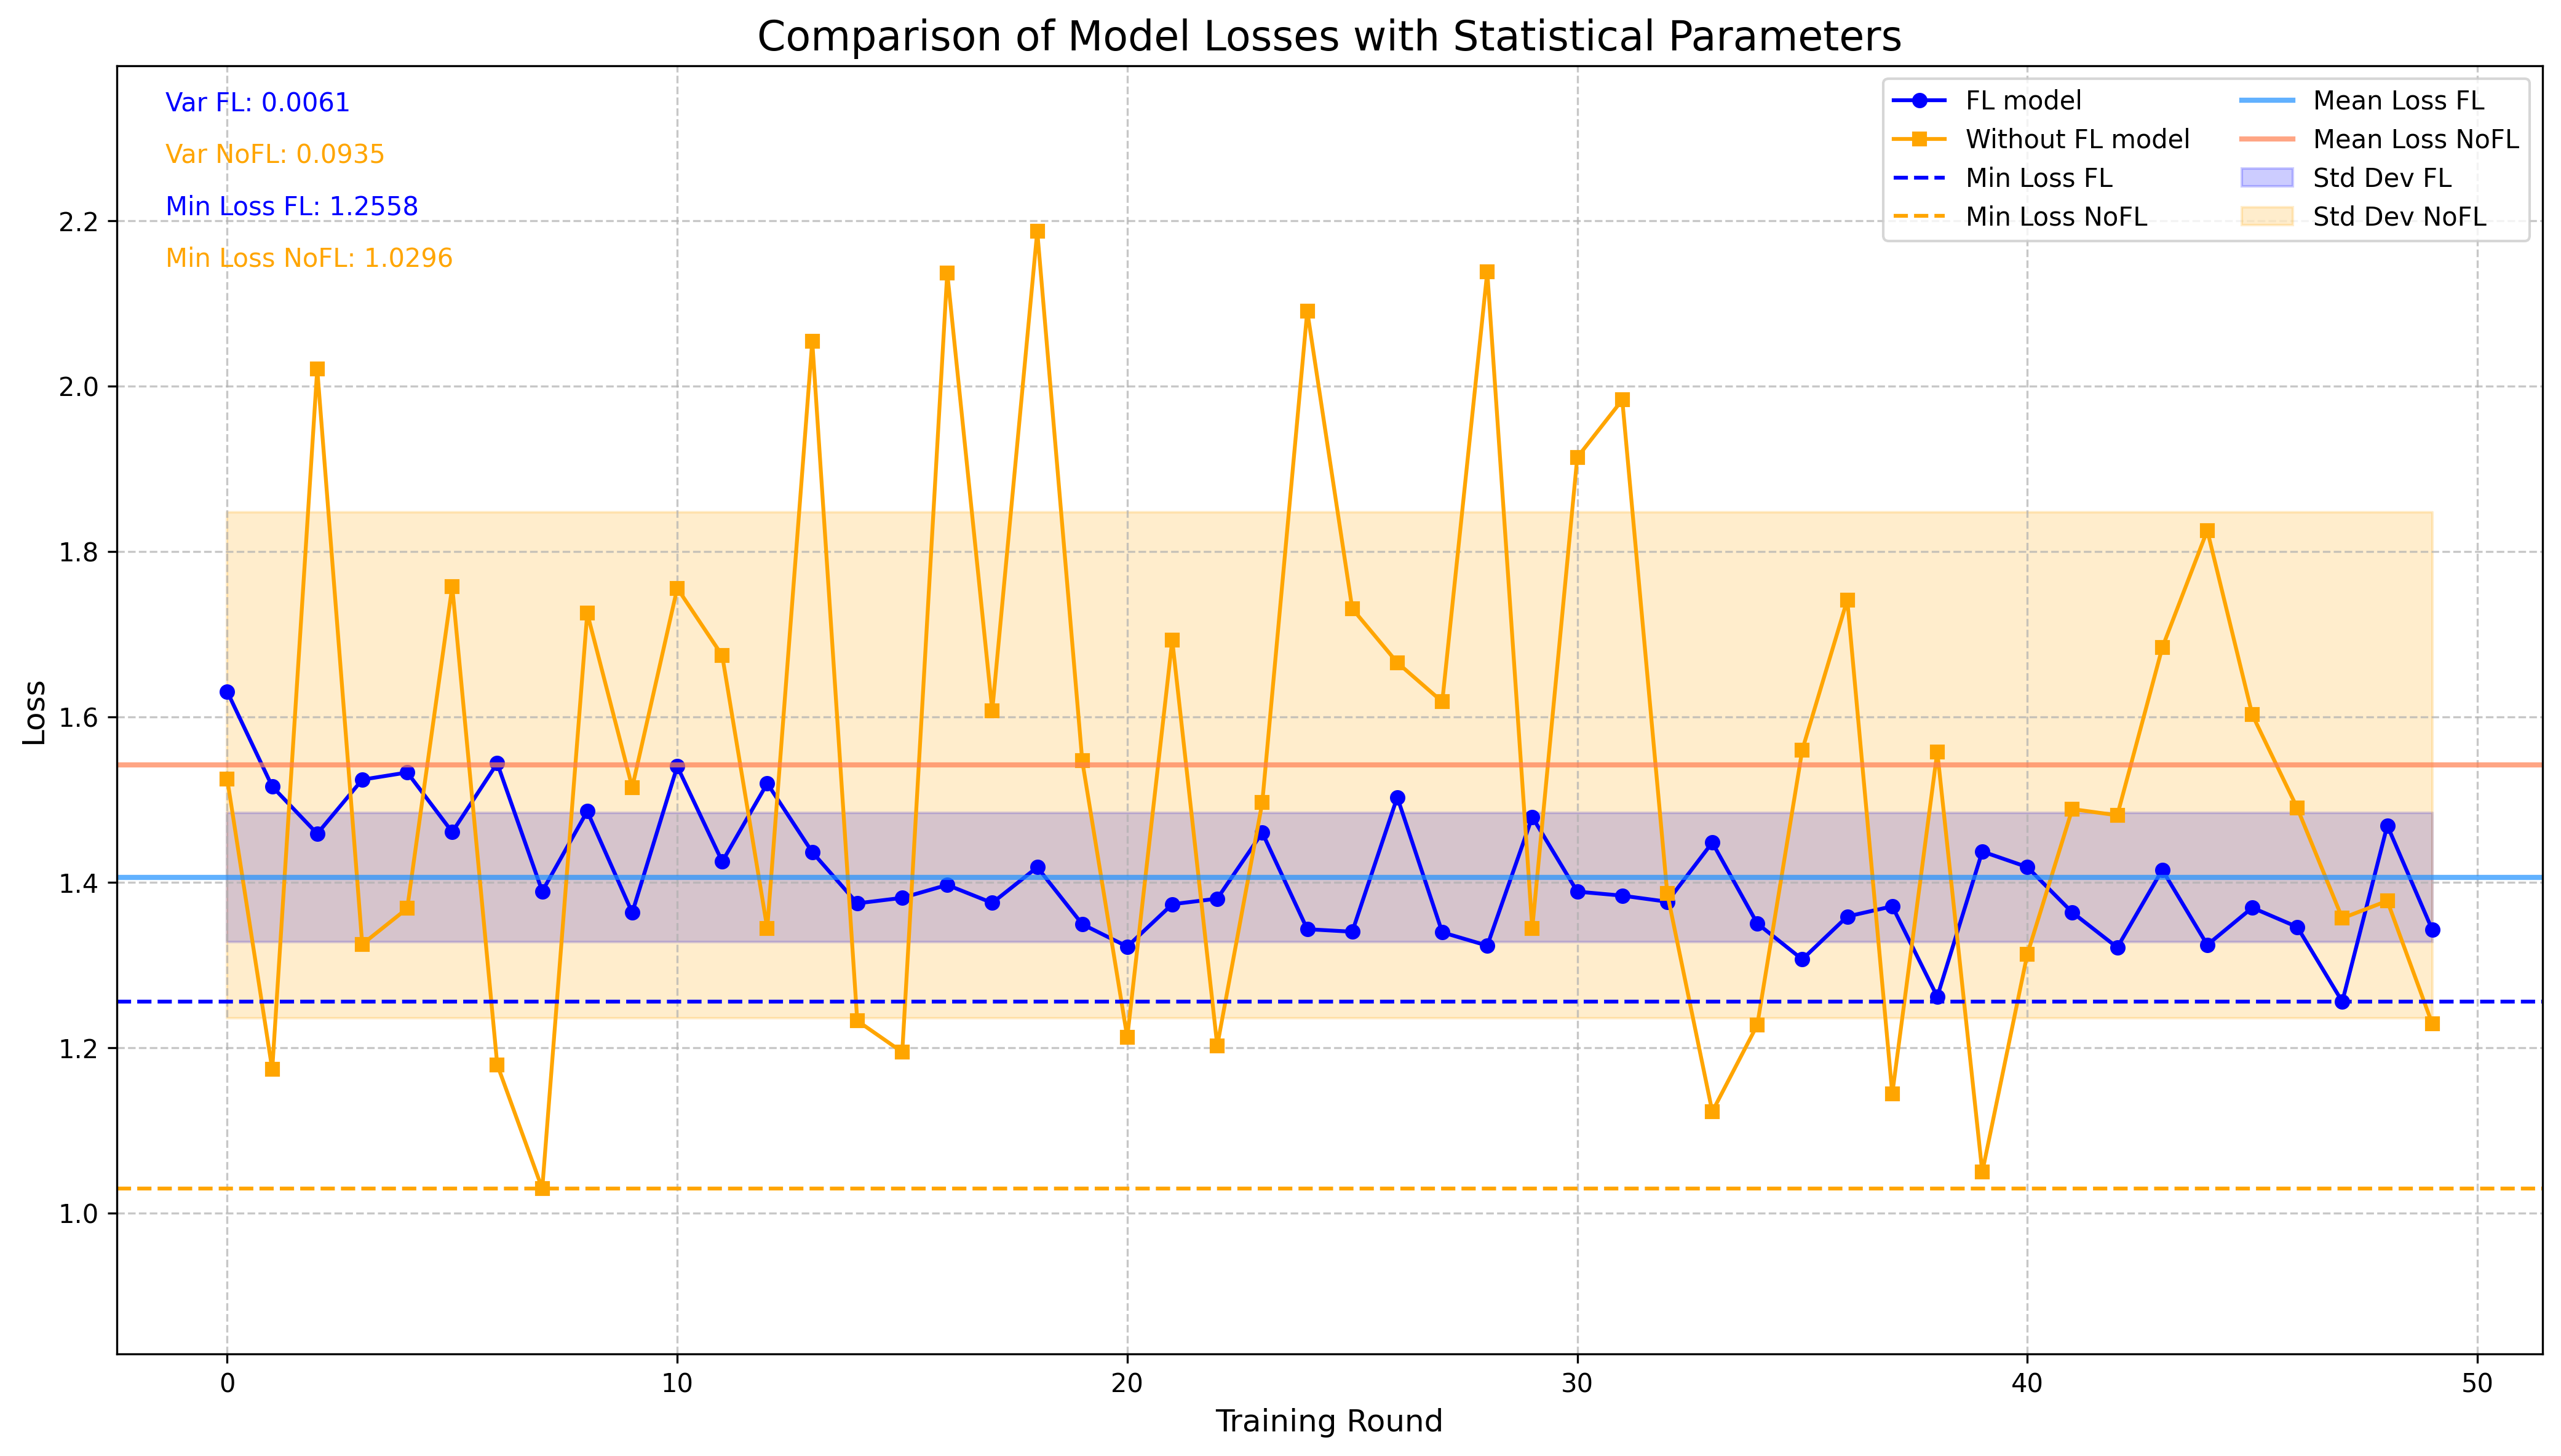 Comparison of Model Losses with Statistical Parameters
Var FL: 0.0061
Var NoFL: 0.0935
Min Loss FL: 1.2558
Min Loss NoFL: 1.0296
FL model
Without FL model
Min Loss FL
Min Loss NoFL
Mean Loss FL
Mean Loss NoFL
Std Dev FL
Std Dev NoFL
Loss
2.2
2.0
1.8
1.6
1.4
1.2
1.0
0 10 20 30 40 50
Training Round